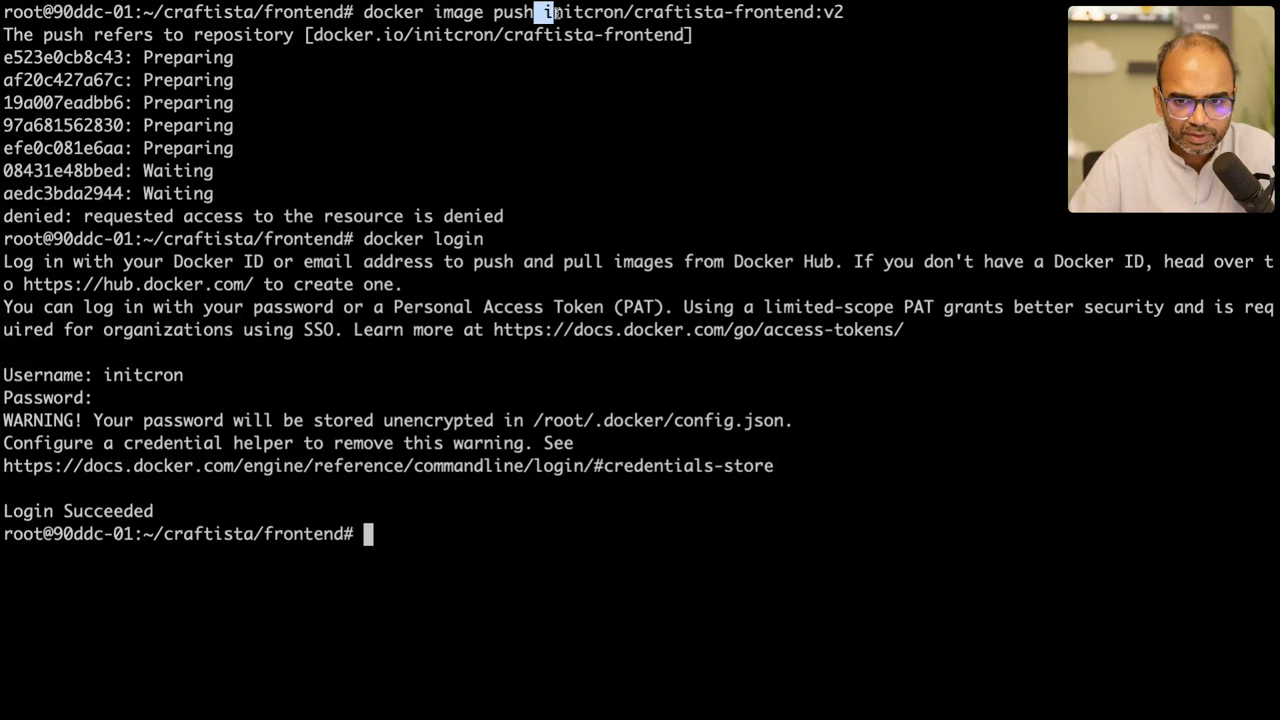 root@90ddc-01:~/craftista/frontend# docker image push initcron/craftista-frontend:v2
The push refers to repository [docker.io/initcron/craftista-frontend]
e523e0cb8c43: Preparing
af20c427a67c: Preparing
19a007eadbb6: Preparing
97a681562830: Preparing
efe0c081e6aa: Preparing
08431e48bbed: Waiting
aedc3bda2944: Waiting
denied: requested access to the resource is denied
root@90ddc-01:~/craftista/frontend# docker login
Log in with your Docker ID or email address to push and pull images from Docker Hub. If you don't have a Docker ID, head over t
o https://hub.docker.com/ to create one.
You can log in with your password or a Personal Access Token (PAT). Using a limited-scope PAT grants better security and is req
uired for organizations using SSO. Learn more at https://docs.docker.com/go/access-tokens/
Username: initcron
Password:
WARNING! Your password will be stored unencrypted in /root/.docker/config.json.
Configure a credential helper to remove this warning. See
https://docs.docker.com/engine/reference/commandline/login/#credentials-store
Login Succeeded
root@90ddc-01:~/craftista/frontend#